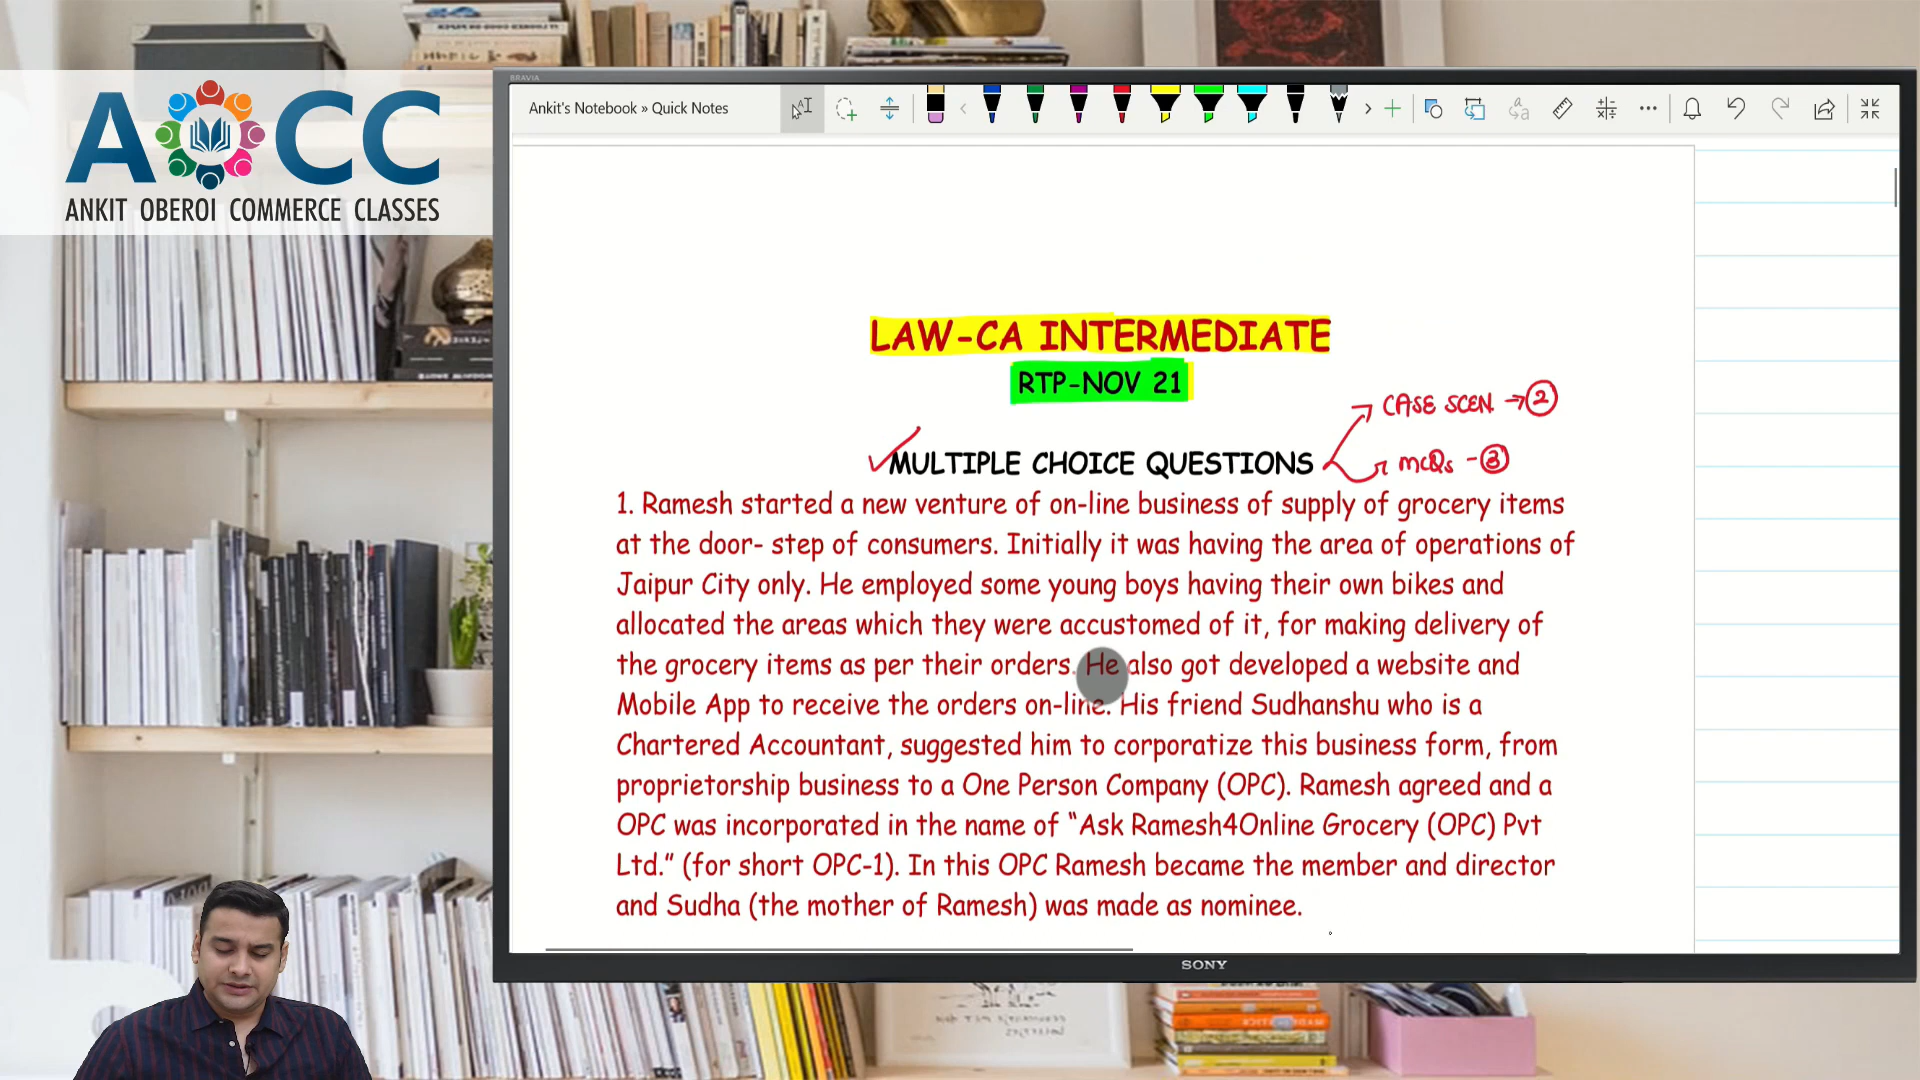 BRAVIA
Ankit's Notebook » Quick Notes
AOCC
ANKIT OBEROI COMMERCE CLASSES
LAW-CA INTERMEDIATE
RTP-NOV 21
CASE SCEN. → 2
MULTIPLE CHOICE QUESTIONS
MCQs - 3
1. Ramesh started a new venture of on-line business of supply of grocery items
at the door- step of consumers. Initially it was having the area of operations of
Jaipur City only. He employed some young boys having their own bikes and
allocated the areas which they were accustomed of it, for making delivery of
the grocery items as per their orders. He also got developed a website and
Mobile App to receive the orders on-line. His friend Sudhanshu who is a
Chartered Accountant, suggested him to corporatize this business form, from
proprietorship business to a One Person Company (OPC). Ramesh agreed and a
OPC was incorporated in the name of “Ask Ramesh4Online Grocery (OPC) Pvt
Ltd.” (for short OPC-1). In this OPC Ramesh became the member and director
and Sudha (the mother of Ramesh) was made as nominee.
SONY